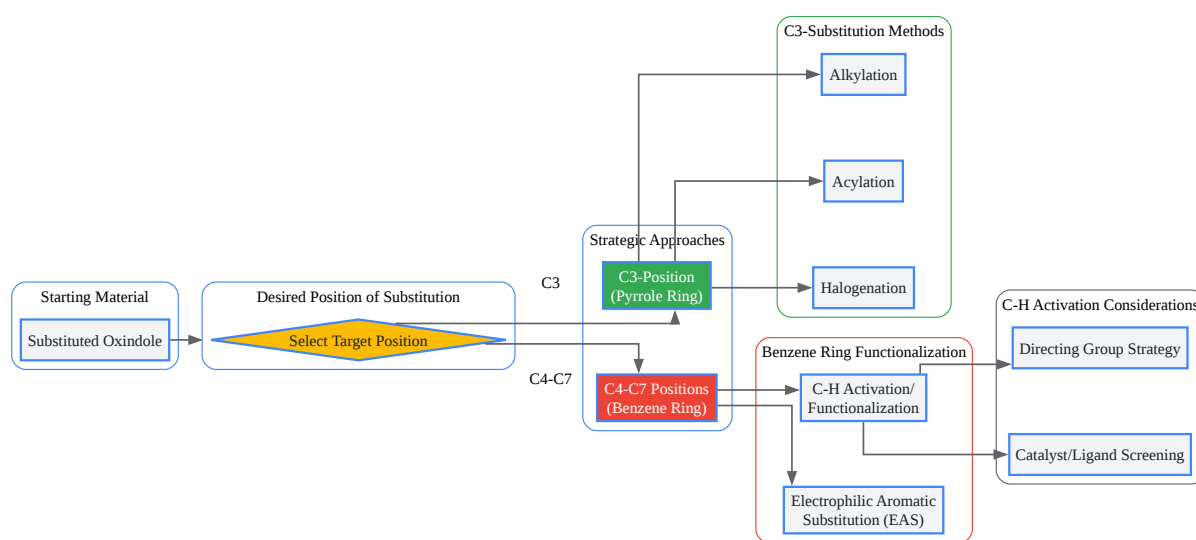 Starting Material
Substituted Oxindole
Desired Position of Substitution
Select Target Position
C3
C4-C7
Strategic Approaches
C3-Position
(Pyrrole Ring)
C4-C7 Positions
(Benzene Ring)
C3-Substitution Methods
Alkylation
Acylation
Halogenation
Benzene Ring Functionalization
C-H Activation/
Functionalization
Electrophilic Aromatic
Substitution (EAS)
C-H Activation Considerations
Directing Group Strategy
Catalyst/Ligand Screening